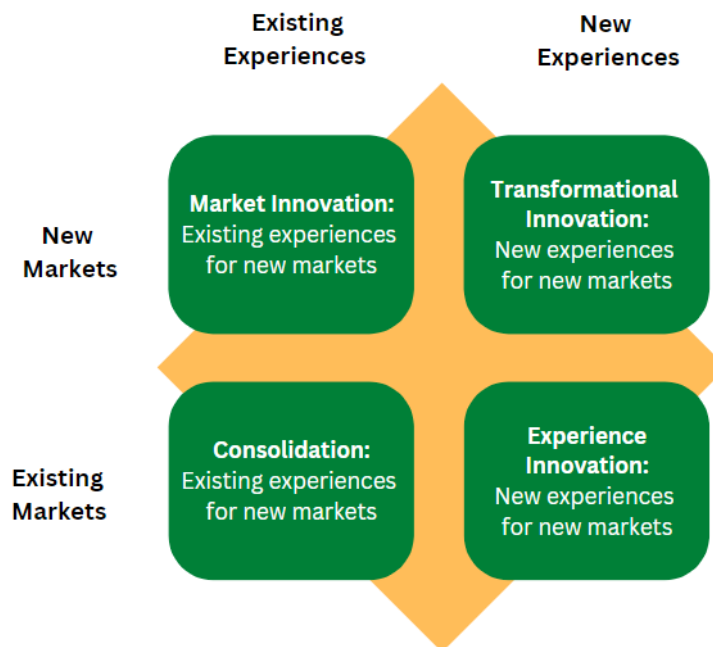 Existing
Experiences
New
Experiences
New
Markets
Market Innovation:
Existing experiences
for new markets
Transformational
Innovation:
New experiences
for new markets
Existing
Markets
Consolidation:
Existing experiences
for new markets
Experience
Innovation:
New experiences
for new markets